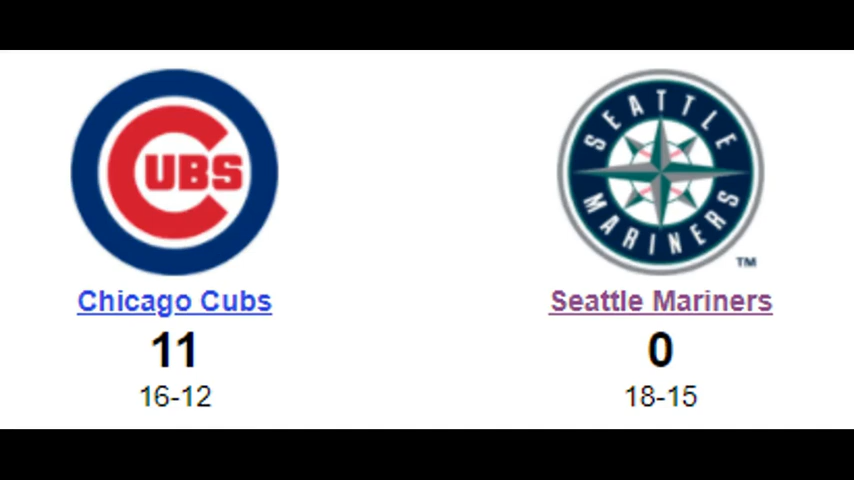 CUBS
SEATTLE
MARINERS
™
Chicago Cubs
Seattle Mariners
11
0
16-12
18-15